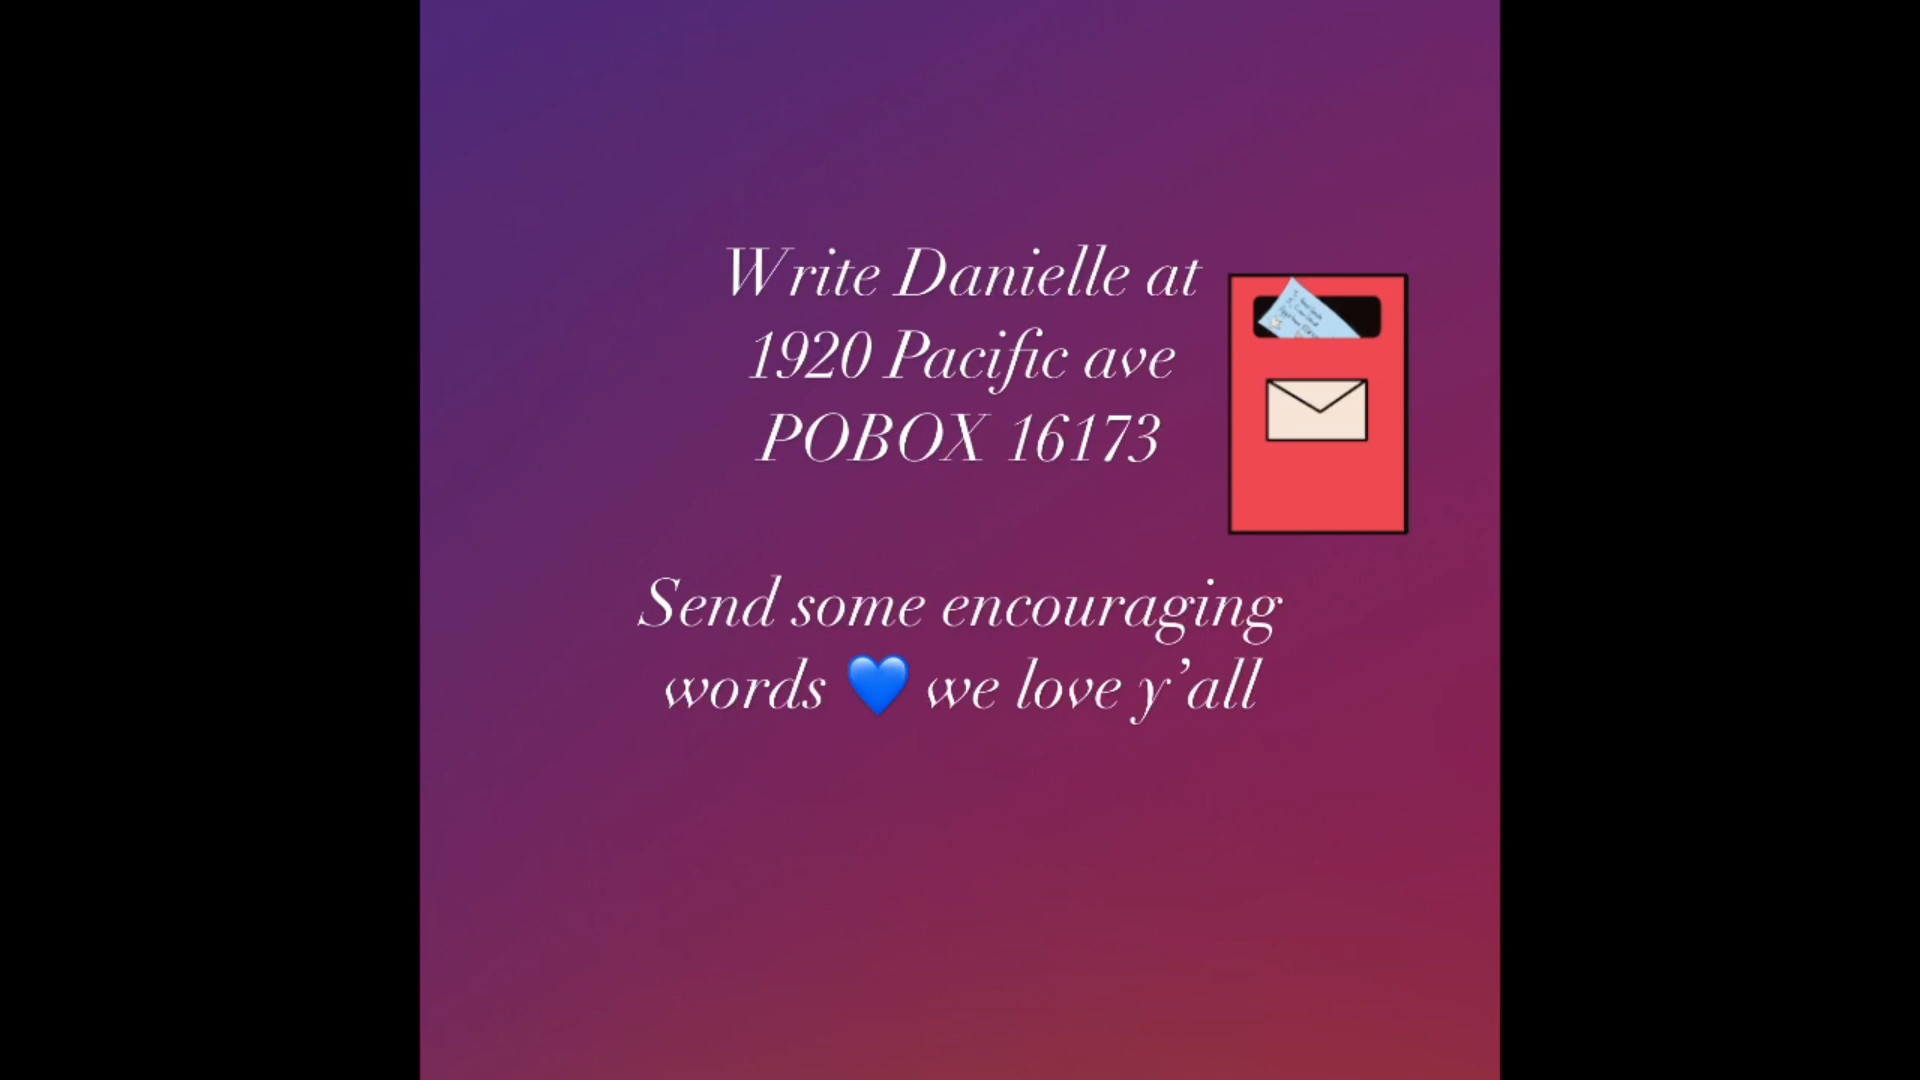 Write Danielle at
1920 Pacific ave
POBOX 16173
Send some encouraging
words 💙 we love y’all